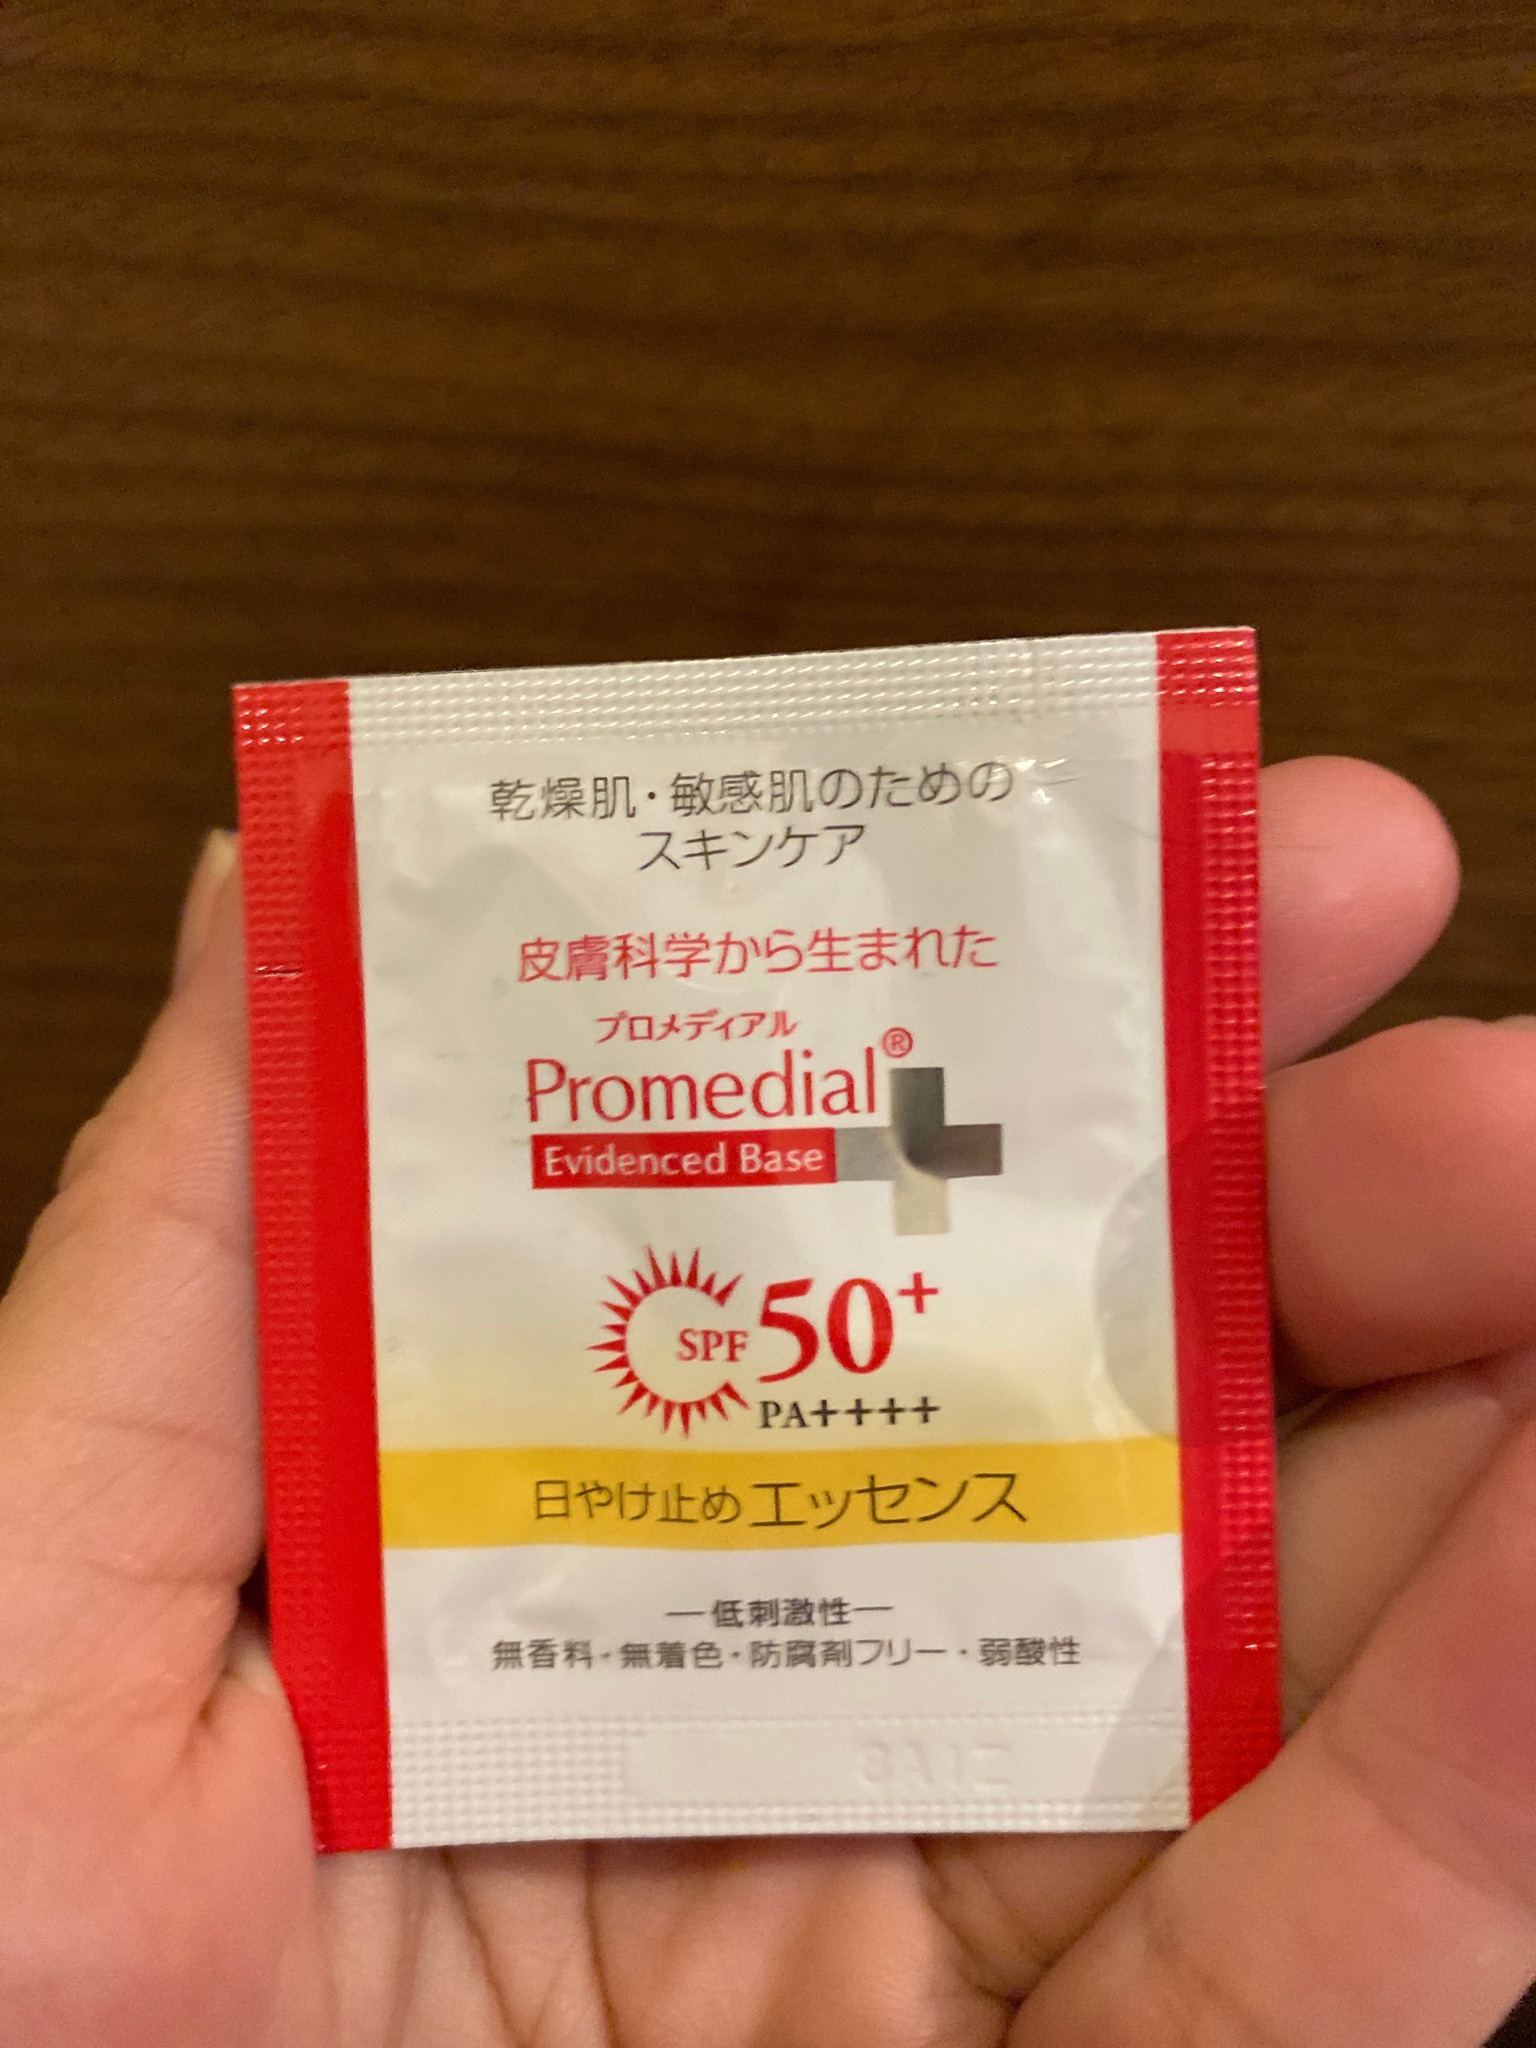 乾燥肌・敏感肌のための
スキンケア
皮膚科学から生まれた
プロメディアル
Promedial®
Evidenced Base
SPF 50+
PA++++
日やけ止めエッセンス
―低刺激性―
無香料・無着色・防腐剤フリー・弱酸性